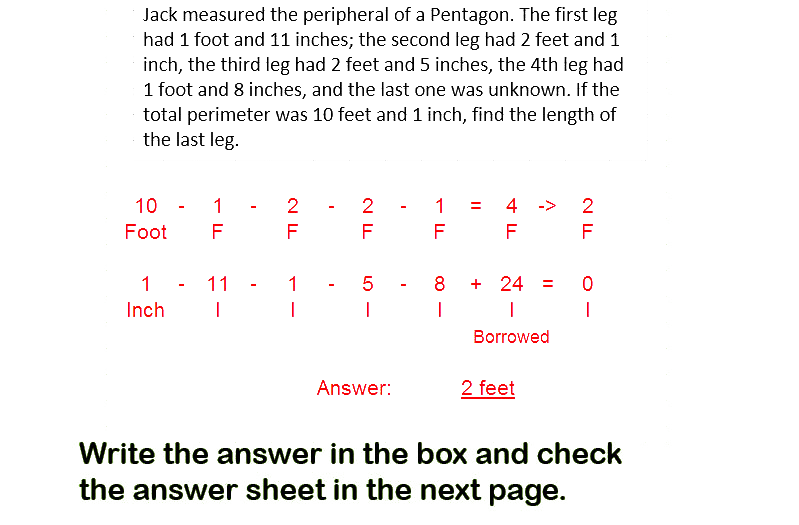 Jack measured the peripheral of a Pentagon. The first leg
had 1 foot and 11 inches; the second leg had 2 feet and 1
inch, the third leg had 2 feet and 5 inches, the 4th leg had
1 foot and 8 inches, and the last one was unknown. If the
total perimeter was 10 feet and 1 inch, find the length of
the last leg.
10 - 1 - 2 - 2 - 1 = 4 -> 2
Foot F F F F F F
1 - 11 - 1 - 5 - 8 + 24 = 0
Inch I I I I I I
Borrowed
Answer: 2 feet
Write the answer in the box and check
the answer sheet in the next page.